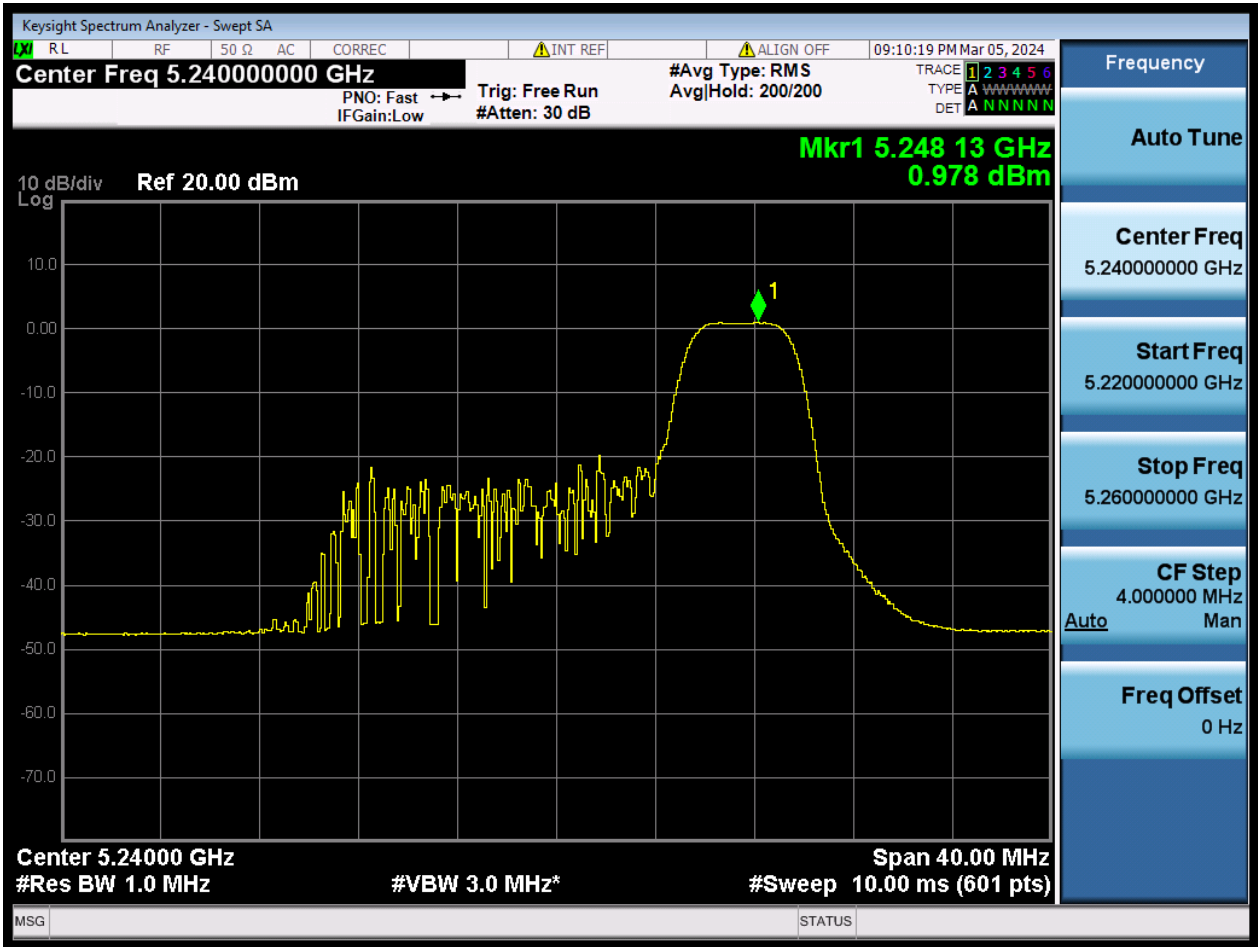 Keysight Spectrum Analyzer - Swept SA
LXI RL RF 50 Ω AC CORREC INT REF ALIGN OFF 09:10:19 PM Mar 05, 2024
Center Freq 5.240000000 GHz
PNO: Fast
IFGain:Low
Trig: Free Run
#Atten: 30 dB
#Avg Type: RMS
Avg|Hold: 200/200
TRACE 1 2 3 4 5 6
TYPE A WWWWW
DET A N N N N N
Mkr1 5.248 13 GHz
0.978 dBm
10 dB/div Ref 20.00 dBm
Log
10.0
1
0.00
-10.0
-20.0
-30.0
-40.0
-50.0
-60.0
-70.0
Center 5.24000 GHz Span 40.00 MHz
#Res BW 1.0 MHz #VBW 3.0 MHz* #Sweep 10.00 ms (601 pts)
MSG STATUS
Frequency
Auto Tune
Center Freq
5.240000000 GHz
Start Freq
5.220000000 GHz
Stop Freq
5.260000000 GHz
CF Step
4.000000 MHz
Auto Man
Freq Offset
0 Hz